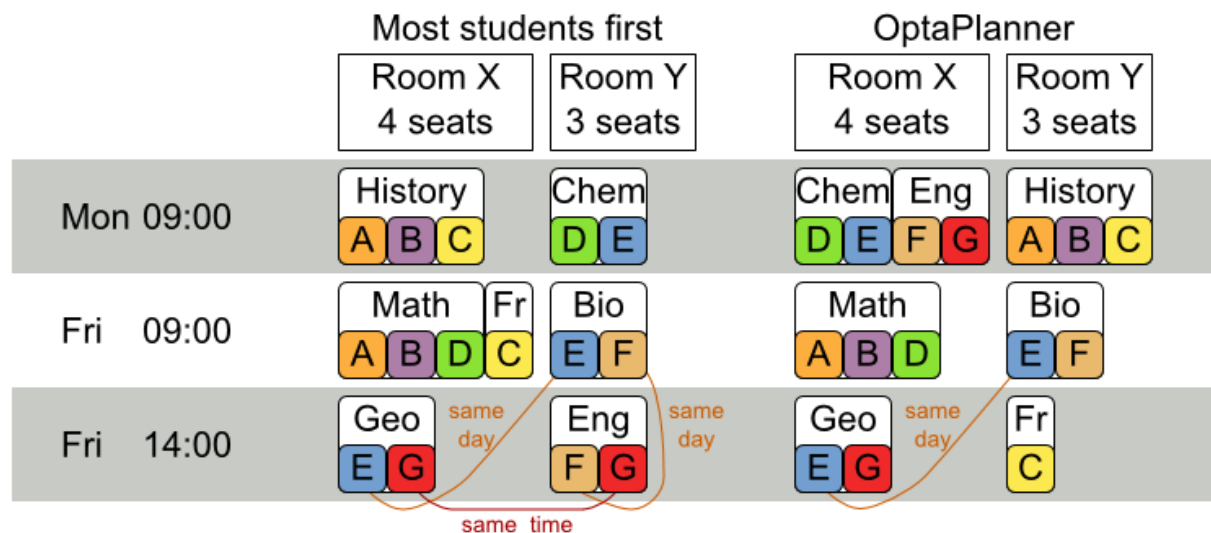 Most students first OptaPlanner
Room X Room Y Room X Room Y
4 seats 3 seats 4 seats 3 seats
History Chem Chem Eng History
Mon 09:00
A B C D E D E F G A B C
Math Fr Bio Math Bio
Fri 09:00
A B D C E F A B D E F
Geo same Eng same Geo same Fr
day day day
Fri 14:00
E G F G E G C
same time